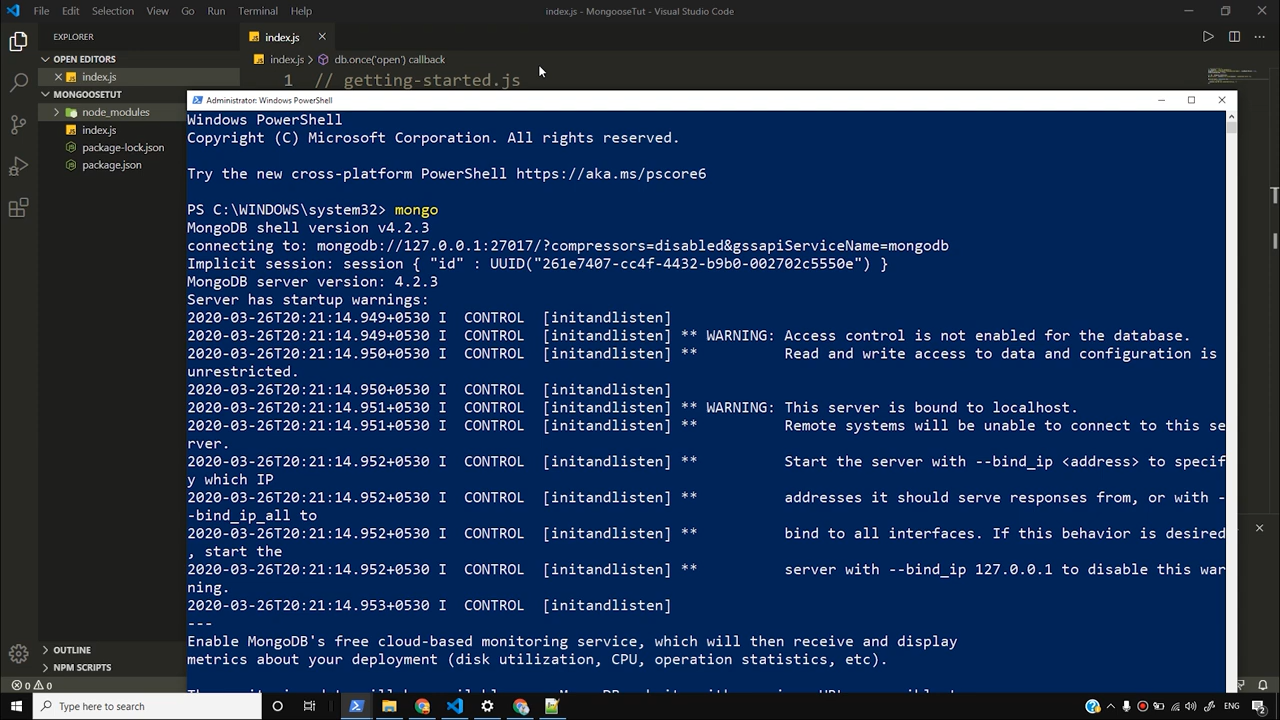 File Edit Selection View Go Run Terminal Help index.js - MongooseTut - Visual Studio Code
EXPLORER
index.js
OPEN EDITORS
index.js
MONGOOSETUT
node_modules
index.js
package-lock.json
package.json
OUTLINE
NPM SCRIPTS
index.js > db.once('open') callback
1 // getting-started.js
Administrator: Windows PowerShell
Windows PowerShell
Copyright (C) Microsoft Corporation. All rights reserved.
Try the new cross-platform PowerShell https://aka.ms/pscore6
PS C:\WINDOWS\system32> mongo
MongoDB shell version v4.2.3
connecting to: mongodb://127.0.0.1:27017/?compressors=disabled&gssapiServiceName=mongodb
Implicit session: session { "id" : UUID("261e7407-cc4f-4432-b9b0-002702c5550e") }
MongoDB server version: 4.2.3
Server has startup warnings:
2020-03-26T20:21:14.949+0530 I  CONTROL  [initandlisten]
2020-03-26T20:21:14.949+0530 I  CONTROL  [initandlisten] ** WARNING: Access control is not enabled for the database.
2020-03-26T20:21:14.950+0530 I  CONTROL  [initandlisten] **          Read and write access to data and configuration is
unrestricted.
2020-03-26T20:21:14.950+0530 I  CONTROL  [initandlisten]
2020-03-26T20:21:14.951+0530 I  CONTROL  [initandlisten] ** WARNING: This server is bound to localhost.
2020-03-26T20:21:14.951+0530 I  CONTROL  [initandlisten] **          Remote systems will be unable to connect to this se
rver.
2020-03-26T20:21:14.952+0530 I  CONTROL  [initandlisten] **          Start the server with --bind_ip <address> to specif
y which IP
2020-03-26T20:21:14.952+0530 I  CONTROL  [initandlisten] **          addresses it should serve responses from, or with -
-bind_ip_all to
2020-03-26T20:21:14.952+0530 I  CONTROL  [initandlisten] **          bind to all interfaces. If this behavior is desired
, start the
2020-03-26T20:21:14.952+0530 I  CONTROL  [initandlisten] **          server with --bind_ip 127.0.0.1 to disable this war
ning.
2020-03-26T20:21:14.953+0530 I  CONTROL  [initandlisten]
---
Enable MongoDB's free cloud-based monitoring service, which will then receive and display
metrics about your deployment (disk utilization, CPU, operation statistics, etc).
0 0
Type here to search